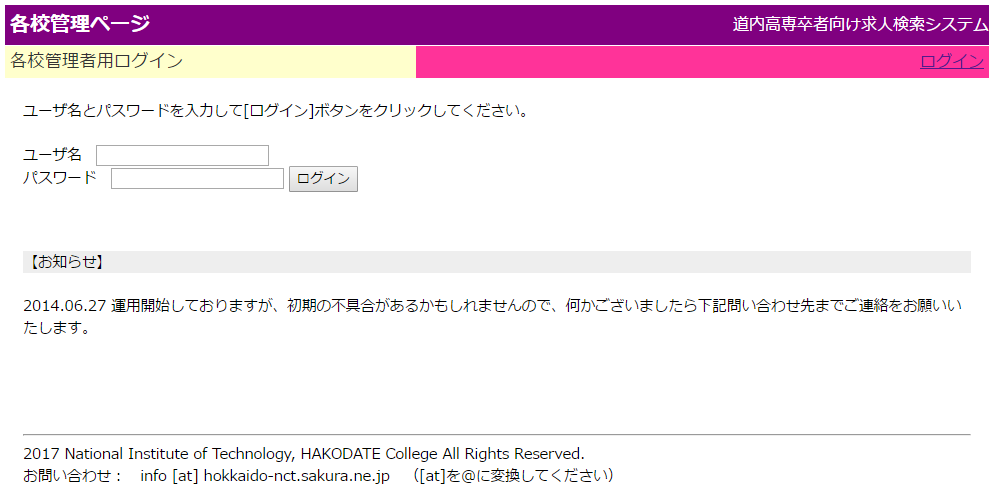 各校管理ページ 道内高専卒者向け求人検索システム
各校管理者用ログイン ログイン
ユーザ名とパスワードを入力して[ログイン]ボタンをクリックしてください。
ユーザ名
パスワード ログイン
【お知らせ】
2014.06.27 運用開始しておりますが、初期の不具合があるかもしれませんので、何かございましたら下記問い合わせ先までご連絡をお願いい
たします。
2017 National Institute of Technology, HAKODATE College All Rights Reserved.
お問い合わせ： info [at] hokkaido-nct.sakura.ne.jp （[at]を@に変換してください）